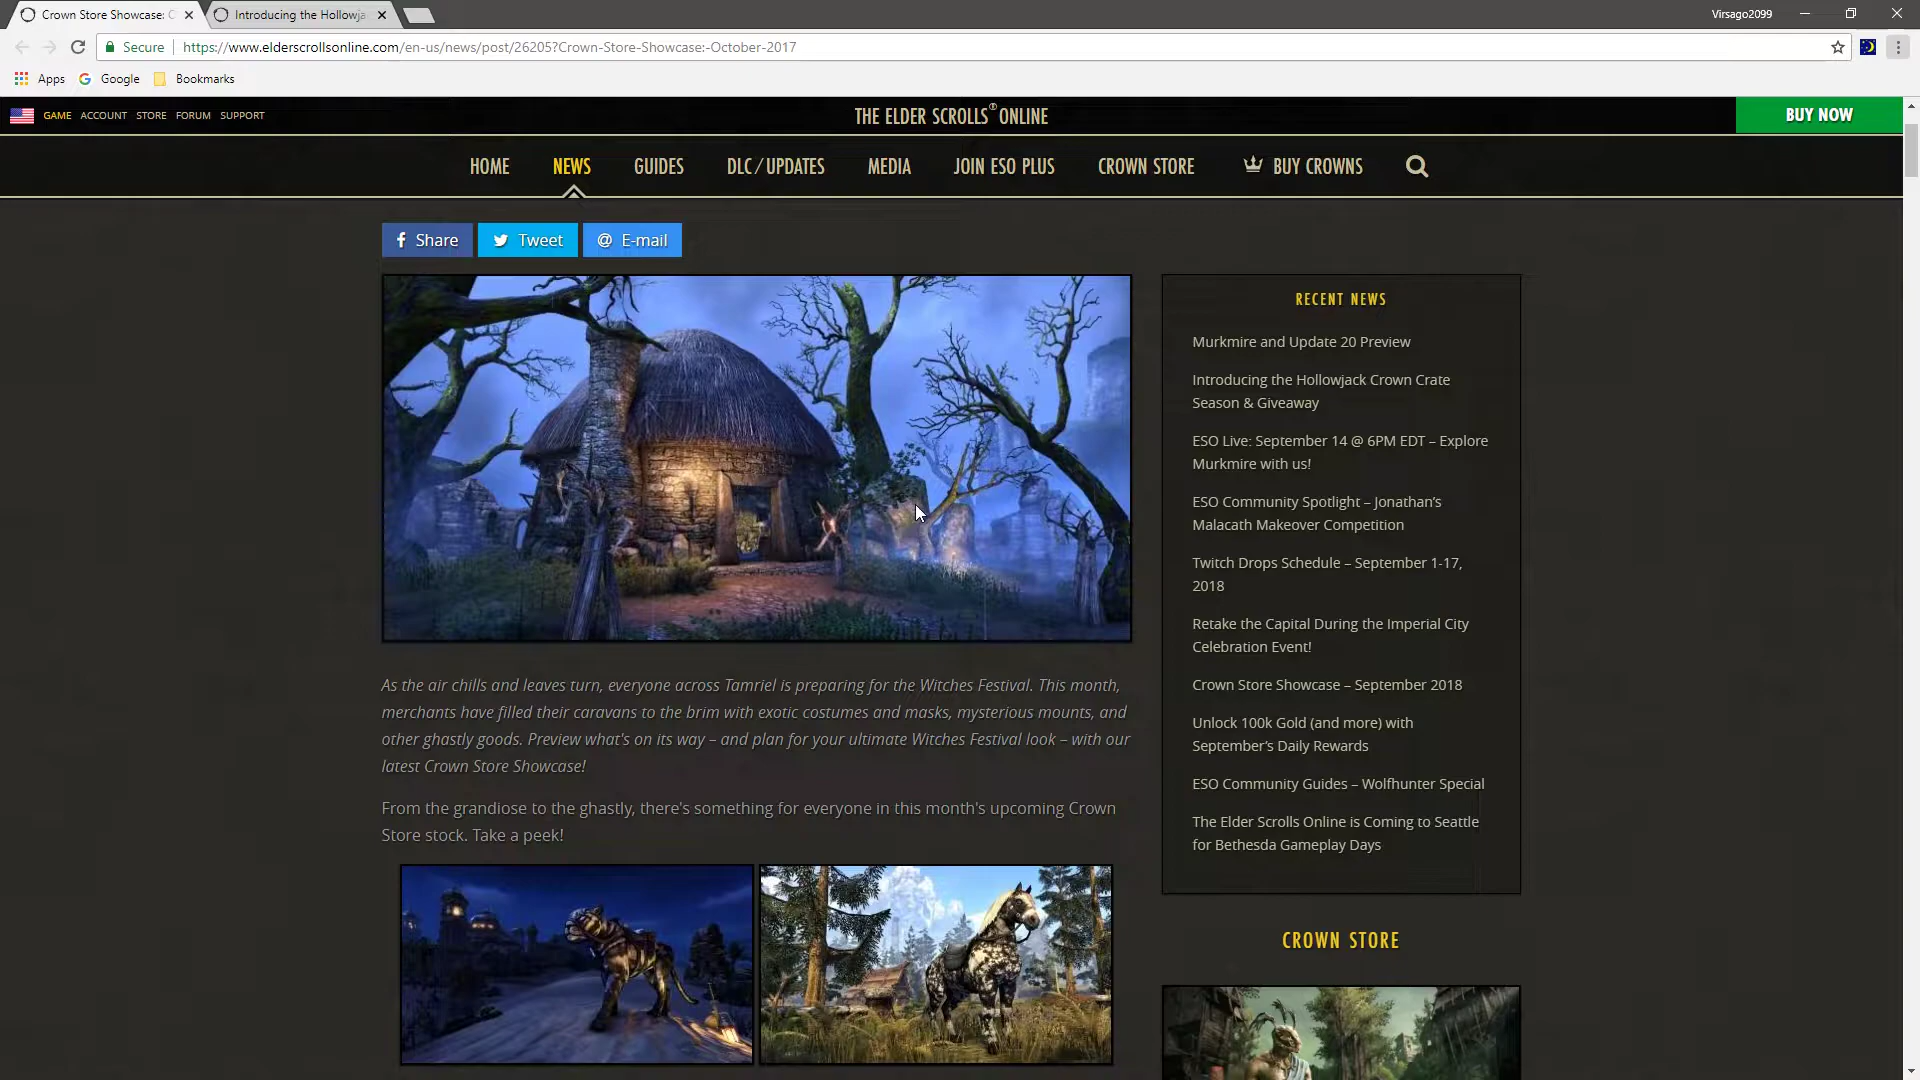 Crown Store Showcase: C
Introducing the Hollowja
Virsago2099
Secure
https://www.elderscrollsonline.com/en-us/news/post/26205?Crown-Store-Showcase:-October-2017
Apps
Google
Bookmarks
GAME ACCOUNT STORE FORUM SUPPORT
THE ELDER SCROLLS® ONLINE
BUY NOW
HOME NEWS GUIDES DLC/UPDATES MEDIA JOIN ESO PLUS CROWN STORE BUY CROWNS
Share
Tweet
@ E-mail
As the air chills and leaves turn, everyone across Tamriel is preparing for the Witches Festival. This month,
merchants have filled their caravans to the brim with exotic costumes and masks, mysterious mounts, and
other ghastly goods. Preview what's on its way – and plan for your ultimate Witches Festival look – with our
latest Crown Store Showcase!
From the grandiose to the ghastly, there's something for everyone in this month's upcoming Crown
Store stock. Take a peek!
RECENT NEWS
Murkmire and Update 20 Preview
Introducing the Hollowjack Crown Crate
Season & Giveaway
ESO Live: September 14 @ 6PM EDT – Explore
Murkmire with us!
ESO Community Spotlight – Jonathan's
Malacath Makeover Competition
Twitch Drops Schedule – September 1-17,
2018
Retake the Capital During the Imperial City
Celebration Event!
Crown Store Showcase – September 2018
Unlock 100k Gold (and more) with
September's Daily Rewards
ESO Community Guides – Wolfhunter Special
The Elder Scrolls Online is Coming to Seattle
for Bethesda Gameplay Days
CROWN STORE